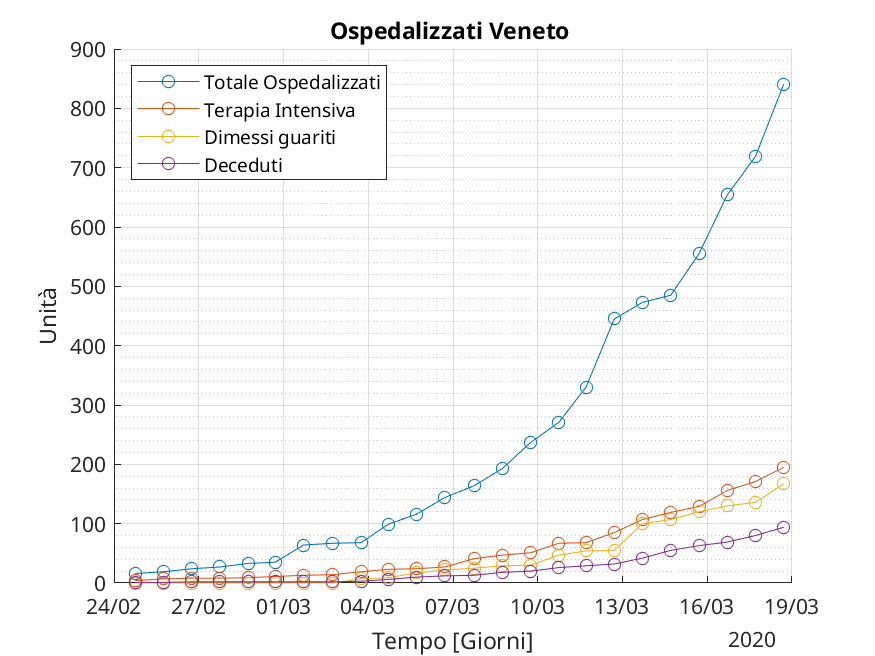 Ospedalizzati Veneto
900
800
700
600
500
400
300
200
100
0
Unità
Totale Ospedalizzati
Terapia Intensiva
Dimessi guariti
Deceduti
24/02 27/02 01/03 04/03 07/03 10/03 13/03 16/03 19/03
Tempo [Giorni]
2020